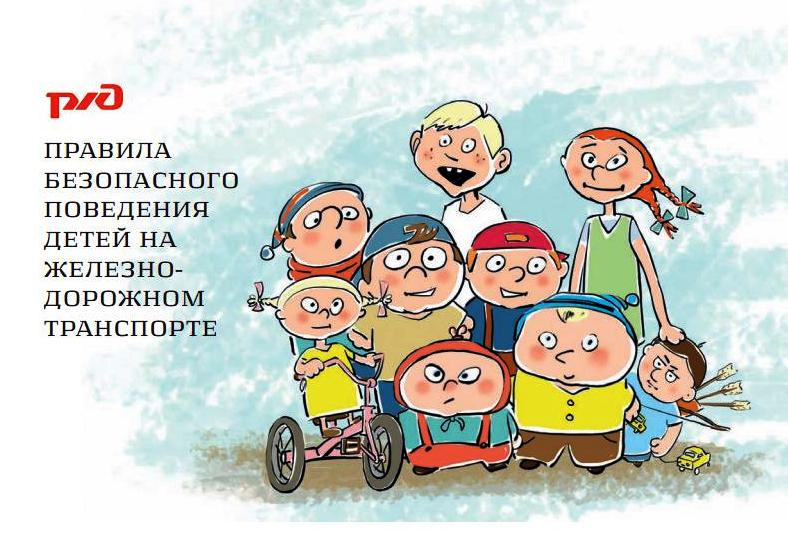 ржд
ПРАВИЛА
БЕЗОПАСНОГО
ПОВЕДЕНИЯ
ДЕТЕЙ НА
ЖЕЛЕЗНО-
ДОРОЖНОМ
ТРАНСПОРТЕ